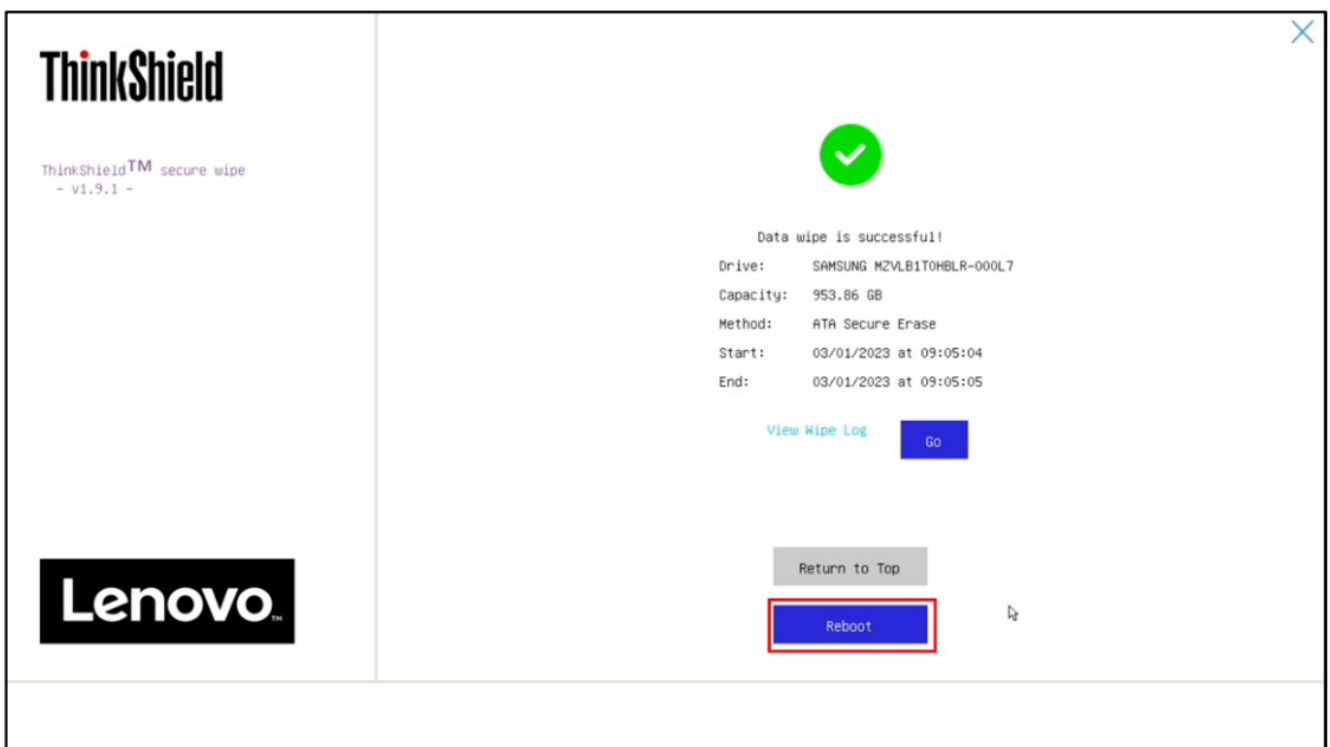 ThinkShield
ThinkShield™ secure wipe
- v1.9.1 -
Data wipe is successful!
Drive: SAMSUNG MZVLB1T0HBLR-000L7
Capacity: 953.86 GB
Method: ATA Secure Erase
Start: 03/01/2023 at 09:05:04
End: 03/01/2023 at 09:05:05
View Wipe Log Go
Return to Top
Reboot
Lenovo™